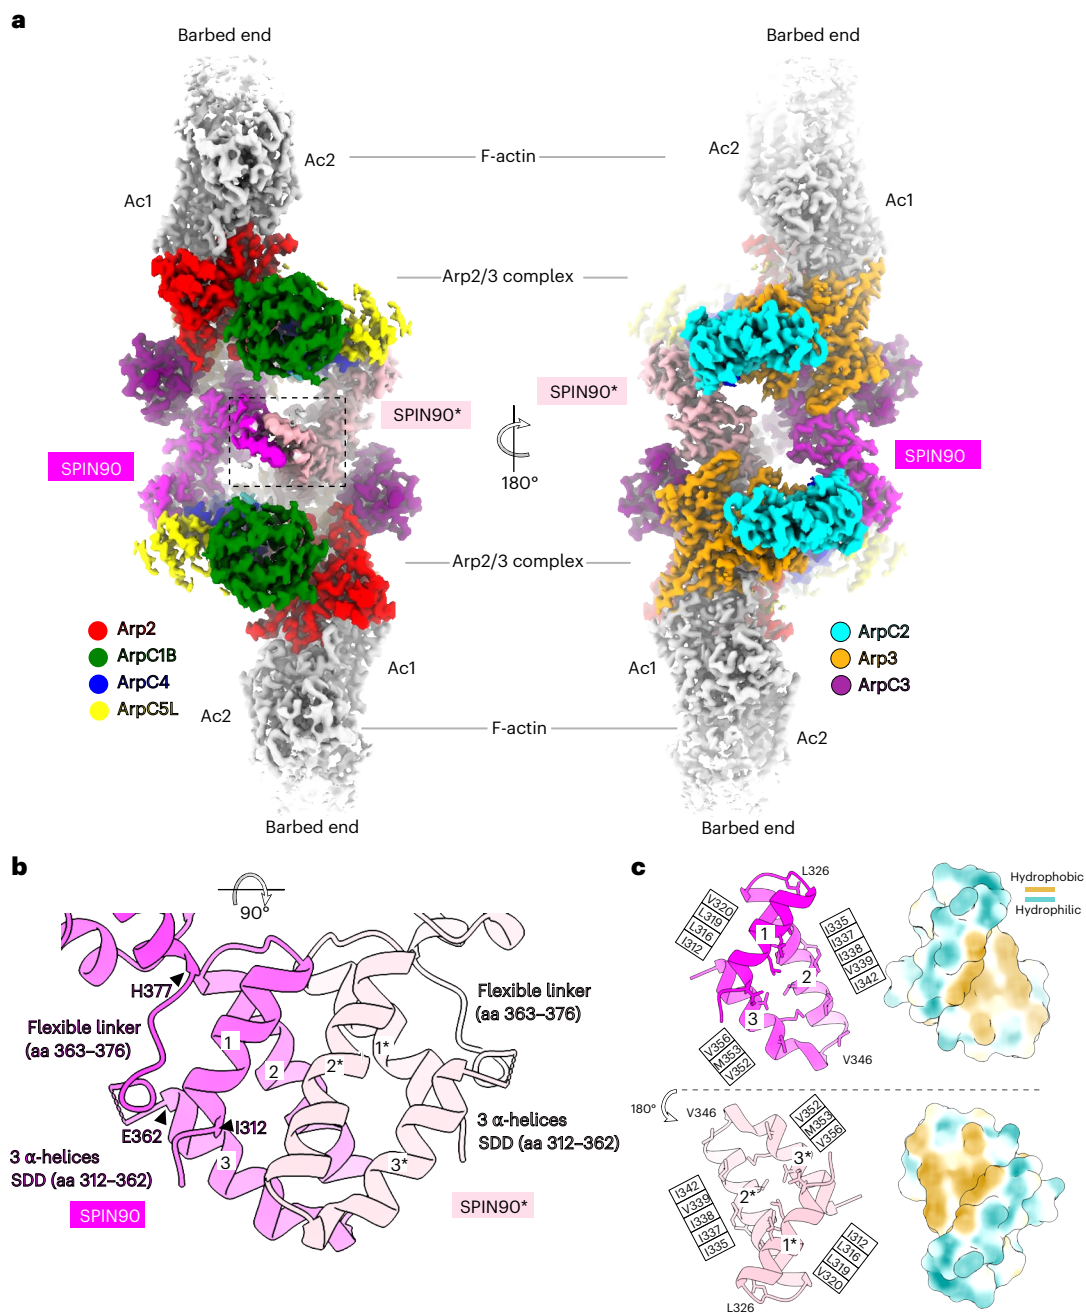 a
Barbed end
Barbed end
Ac2
F-actin
Ac2
Ac1
Ac1
Arp2/3 complex
SPIN90*
SPIN90*
SPIN90
SPIN90
180°
Arp2/3 complex
Arp2
ArpC1B
ArpC4
ArpC5L
ArpC2
Arp3
ArpC3
Ac1
Ac1
Ac2
F-actin
Ac2
Barbed end
Barbed end
b
90°
H377
Flexible linker
(aa 363–376)
Flexible linker
(aa 363–376)
1
2
2*
1*
E362
I312
3
3*
3 α-helices
SDD (aa 312–362)
3 α-helices
SDD (aa 312–362)
SPIN90
SPIN90*
c
L326
V320
L319
L316
I312
I335
I337
I338
V339
I342
1
2
3
V356
M353
V352
V346
Hydrophobic
Hydrophilic
180°
V346
V352
M353
V356
3*
2*
1*
I342
V339
I338
I337
I335
I312
L316
L319
V320
L326